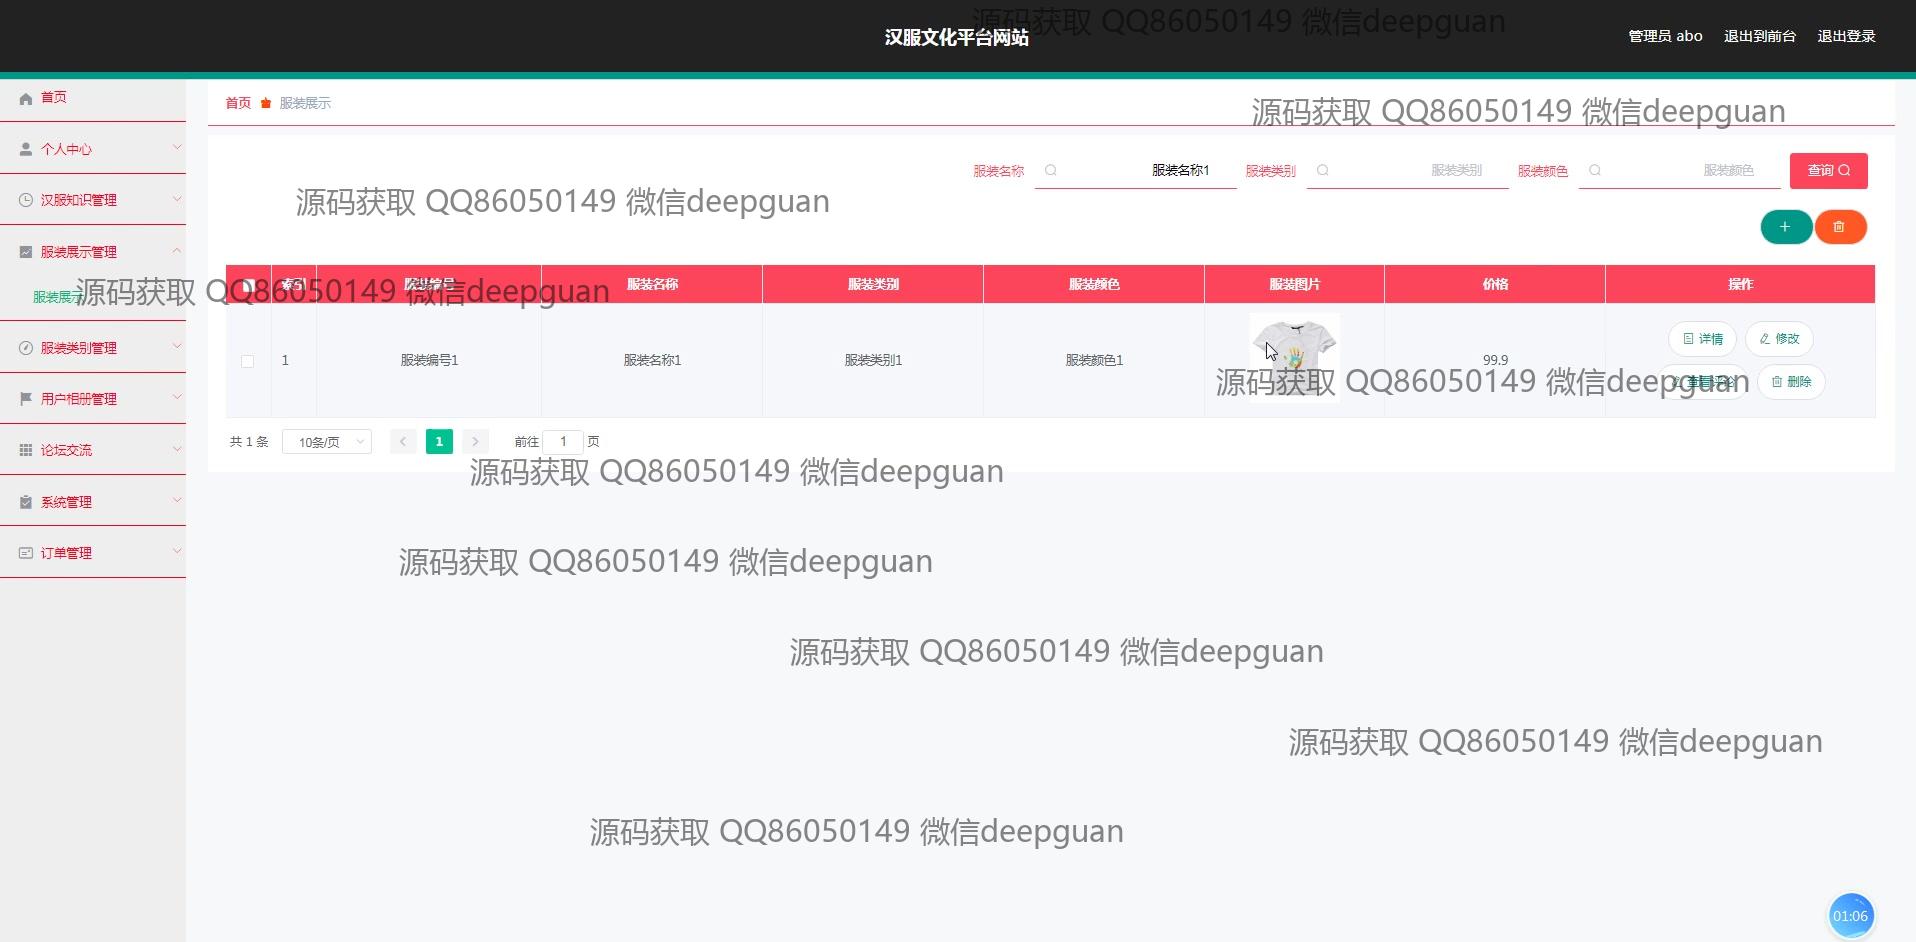 源码获取 QQ86050149 微信deepguan
汉服文化平台网站
管理员 abo 退出到前台 退出登录
首页
个人中心
汉服知识管理
服装展示管理
服装展示
服装类别管理
用户相册管理
论坛交流
系统管理
订单管理
首页 服装展示
源码获取 QQ86050149 微信deepguan
服装名称 服装名称1 服装类别 服装类别 服装颜色 服装颜色 查询
源码获取 QQ86050149 微信deepguan
源码获取 QQ86050149 微信deepguan
索引 服装编号 服装名称 服装类别 服装颜色 服装图片 价格 操作
1 服装编号1 服装名称1 服装类别1 服装颜色1 99.9
详情 修改
查看评论 删除
源码获取 QQ86050149 微信deepguan
共 1 条 10条/页 1 前往 1 页
源码获取 QQ86050149 微信deepguan
源码获取 QQ86050149 微信deepguan
源码获取 QQ86050149 微信deepguan
源码获取 QQ86050149 微信deepguan
源码获取 QQ86050149 微信deepguan
01:06